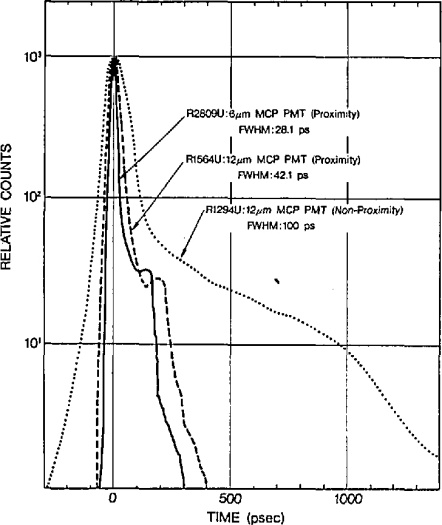 10³
R2809U:6μm MCP PMT (Proximity)
FWHM:28.1 ps
R1564U:12μm MCP PMT (Proximity)
FWHM:42.1 ps
10²
R1294U:12μm MCP PMT (Non-Proximity)
FWHM:100 ps
RELATIVE COUNTS
10¹
0
500
1000
TIME (psec)